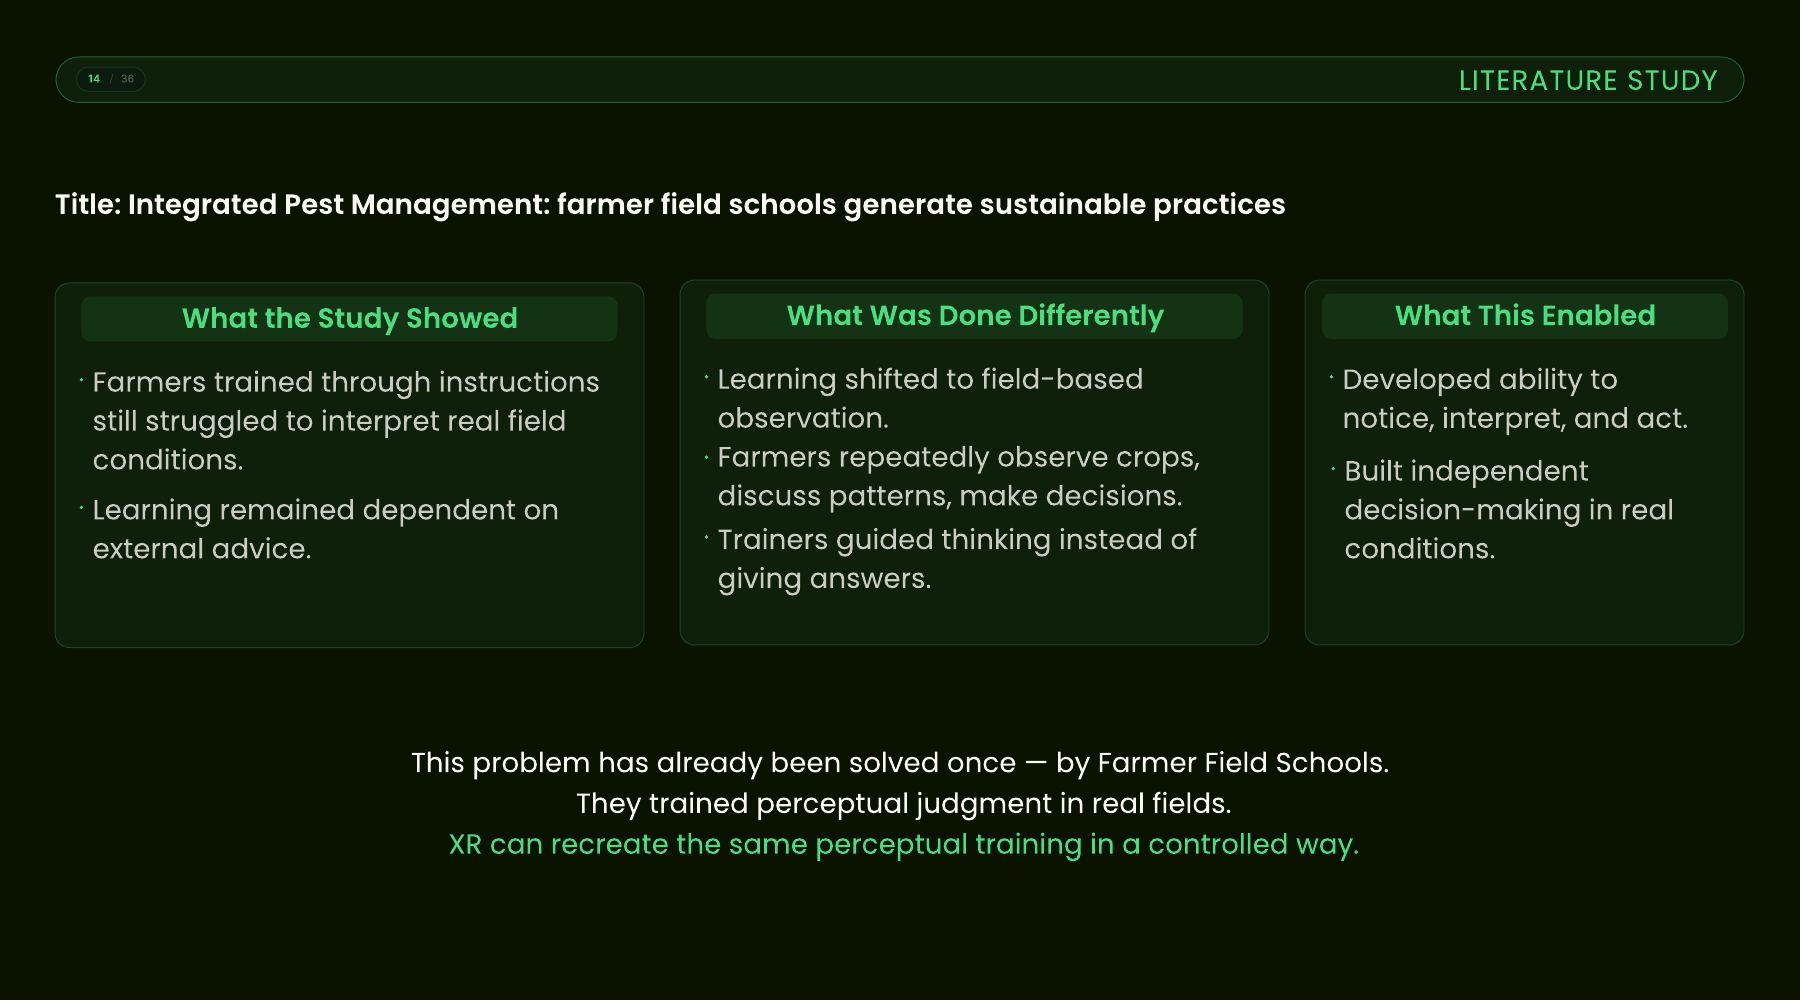 14 / 36
LITERATURE STUDY
Title: Integrated Pest Management: farmer field schools generate sustainable practices
What the Study Showed
· Farmers trained through instructions
still struggled to interpret real field
conditions.
· Learning remained dependent on
external advice.
What Was Done Differently
· Learning shifted to field-based
observation.
· Farmers repeatedly observe crops,
discuss patterns, make decisions.
· Trainers guided thinking instead of
giving answers.
What This Enabled
· Developed ability to
notice, interpret, and act.
· Built independent
decision-making in real
conditions.
This problem has already been solved once — by Farmer Field Schools.
They trained perceptual judgment in real fields.
XR can recreate the same perceptual training in a controlled way.